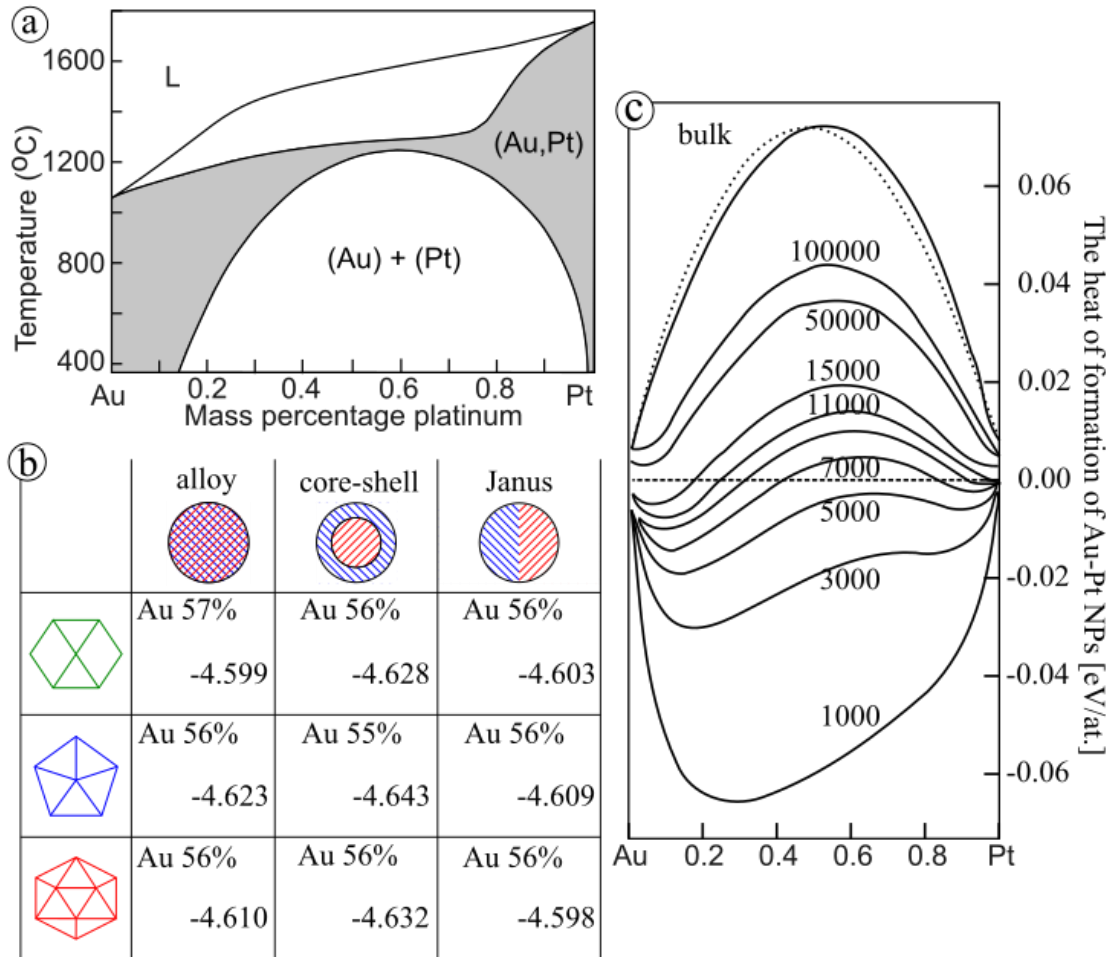 a
1600
L
1200
(Au,Pt)
800
(Au) + (Pt)
400
Temperature (°C)
Au 0.2 0.4 0.6 0.8 Pt
Mass percentage platinum
b
alloy core-shell Janus
Au 57% Au 56% Au 56%
-4.599 -4.628 -4.603
Au 56% Au 55% Au 56%
-4.623 -4.643 -4.609
Au 56% Au 56% Au 56%
-4.610 -4.632 -4.598
c
bulk
0.06
100000
0.04
50000
15000
0.02
11000
7000
0.00
5000
3000
-0.02
-0.04
1000
-0.06
Au 0.2 0.4 0.6 0.8 Pt
The heat of formation of Au-Pt NPs [eV/at.]